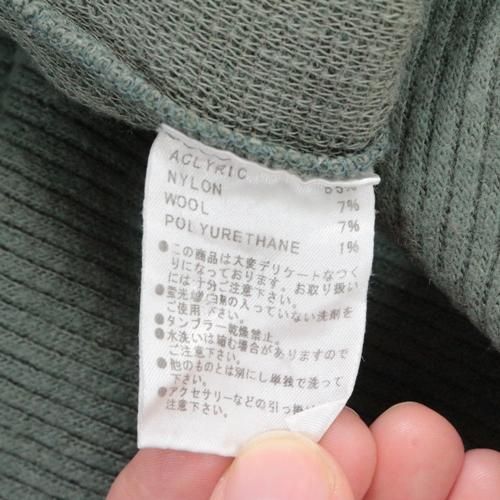 ACLYRIC 85%
NYLON 7%
WOOL 7%
POLYURETHANE 1%
●この商品は大変デリケートなつく
りになっております。お取り扱い
には十分ご注意下さい。
●蛍光増白剤の入っていない洗剤を
ご使用下さい。
●タンブラー乾燥禁止。
●水洗いは縮む場合がありますので
ご注意下さい。
●他のものとは別にし単独で洗って
下さい。
●アクセサリーなどの引っ掛
注意下さい。